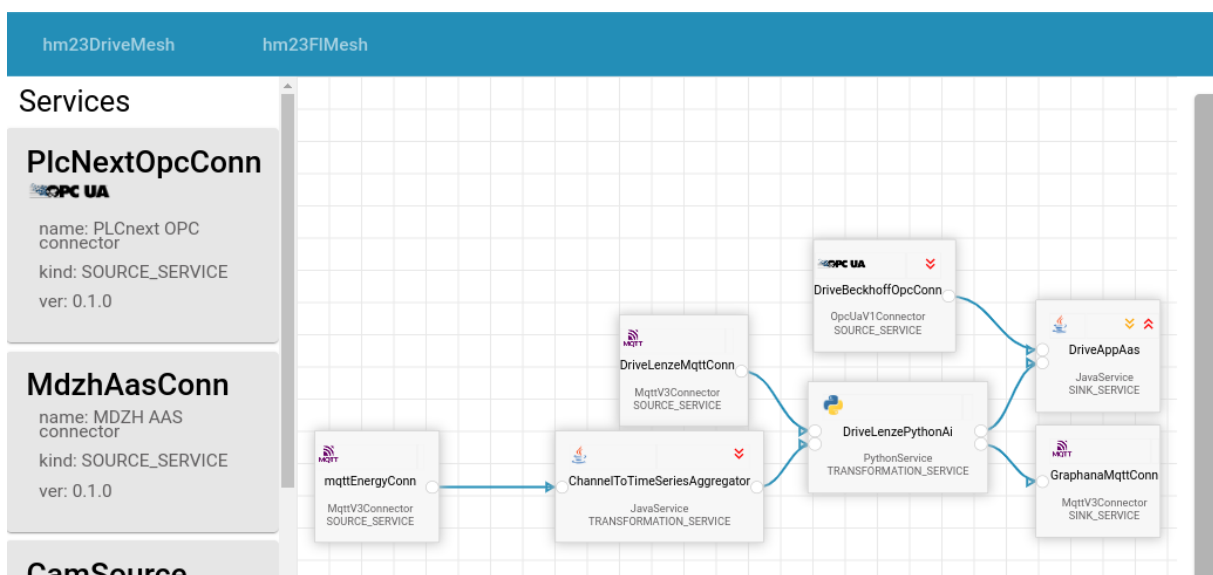 hm23DriveMesh hm23FlMesh
Services
PlcNextOpcConn
OPC UA
name: PLCnext OPC
connector
kind: SOURCE_SERVICE
ver: 0.1.0
MdzhAasConn
name: MDZH AAS
connector
kind: SOURCE_SERVICE
ver: 0.1.0
CamSource
MQTT
mqttEnergyConn
MqttV3Connector
SOURCE_SERVICE
MQTT
DriveLenzeMqttConn
MqttV3Connector
SOURCE_SERVICE
ChannelToTimeSeriesAggregator
JavaService
TRANSFORMATION_SERVICE
OPC UA
DriveBeckhoffOpcConn
OpcUaV1Connector
SOURCE_SERVICE
DriveLenzePythonAi
PythonService
TRANSFORMATION_SERVICE
DriveAppAas
JavaService
SINK_SERVICE
MQTT
GraphanaMqttConn
MqttV3Connector
SINK_SERVICE